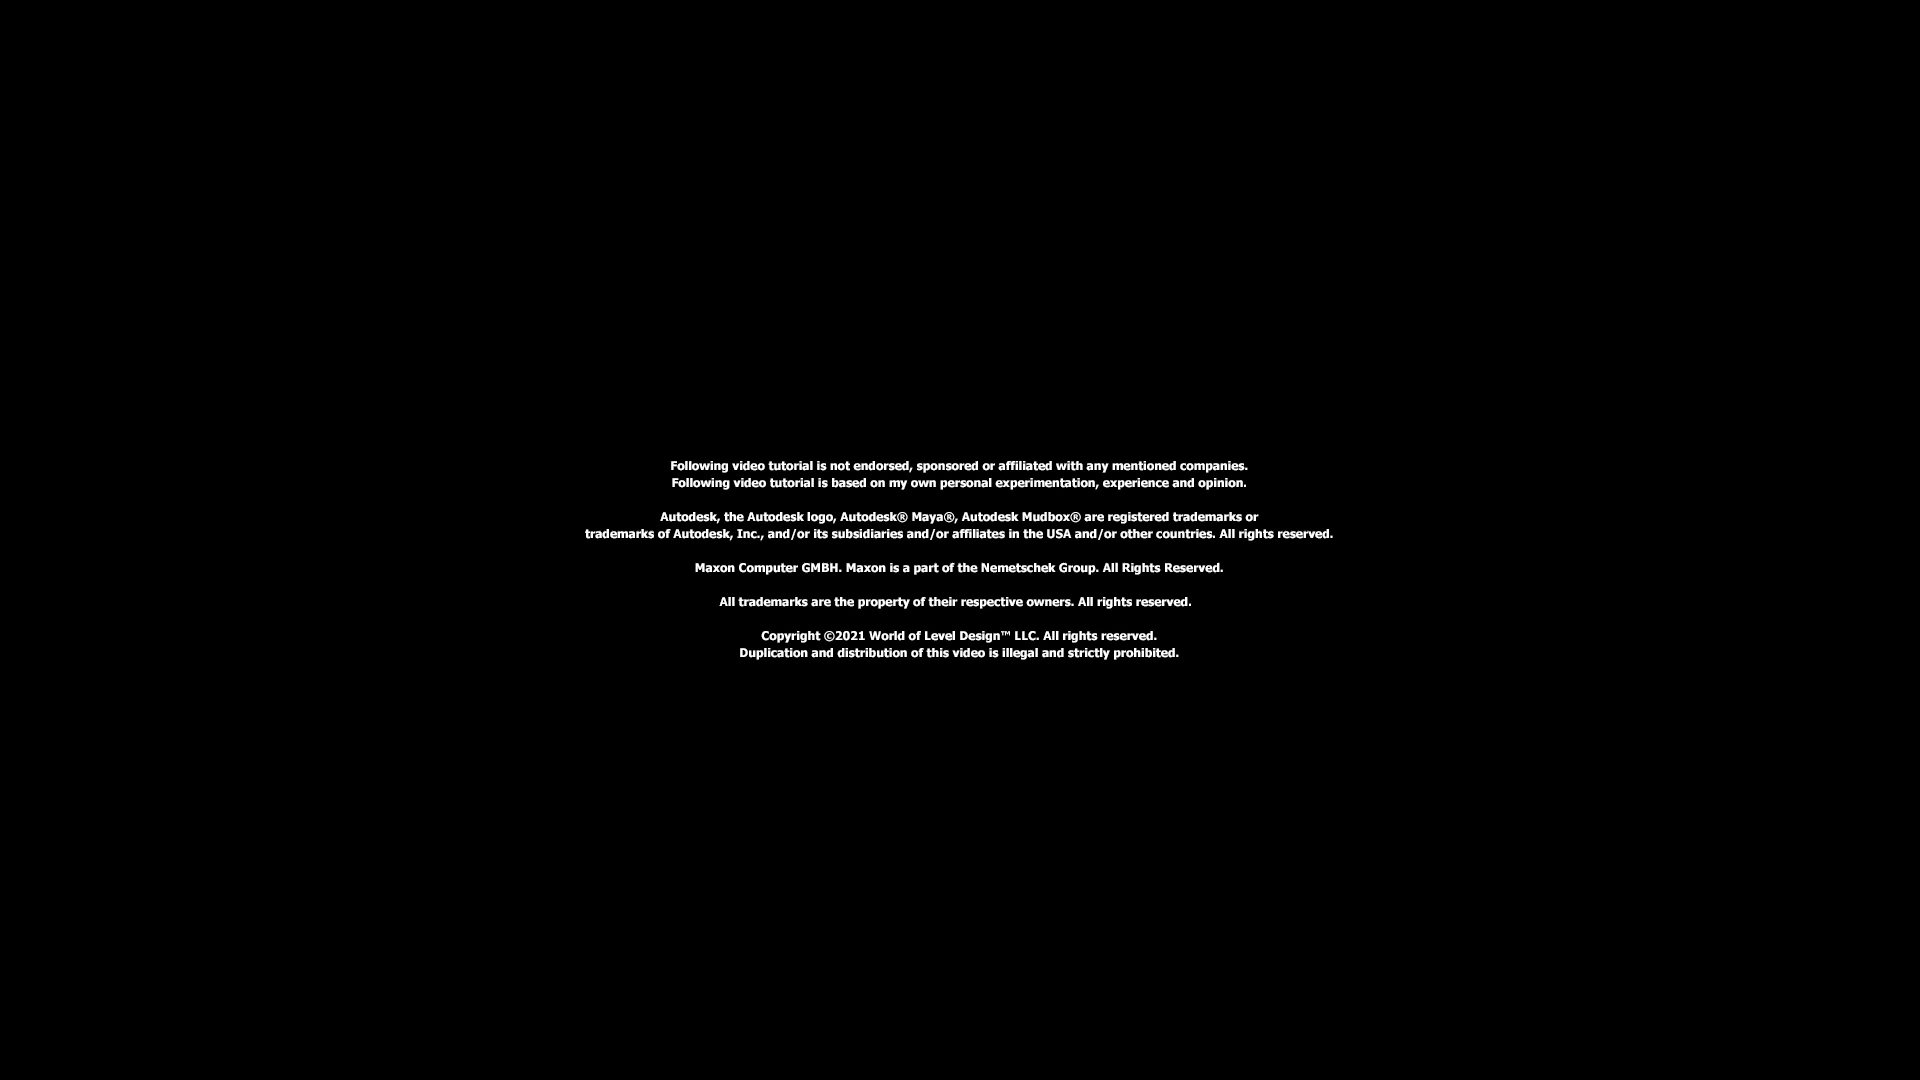 Following video tutorial is not endorsed, sponsored or affiliated with any mentioned companies.
Following video tutorial is based on my own personal experimentation, experience and opinion.
Autodesk, the Autodesk logo, Autodesk® Maya®, Autodesk Mudbox® are registered trademarks or
trademarks of Autodesk, Inc., and/or its subsidiaries and/or affiliates in the USA and/or other countries. All rights reserved.
Maxon Computer GMBH. Maxon is a part of the Nemetschek Group. All Rights Reserved.
All trademarks are the property of their respective owners. All rights reserved.
Copyright ©2021 World of Level Design™ LLC. All rights reserved.
Duplication and distribution of this video is illegal and strictly prohibited.